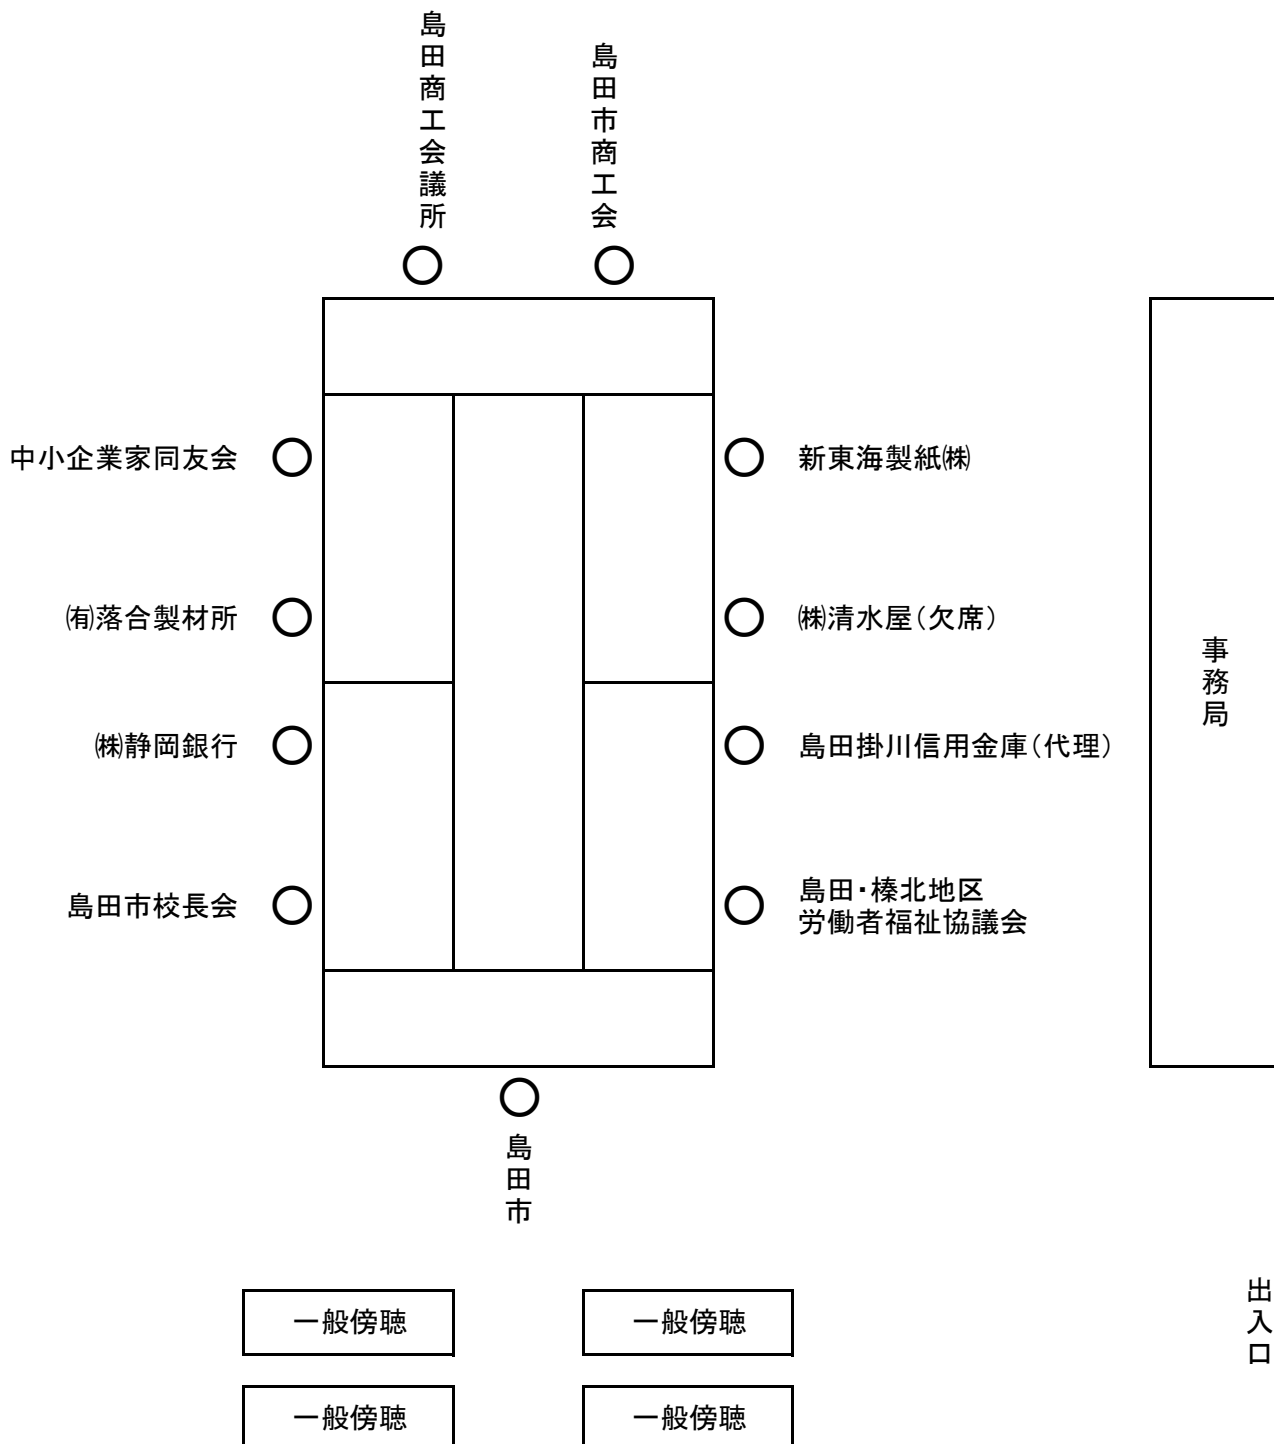 島田商工会議所
島田市商工会
中小企業家同友会
新東海製紙㈱
㈲落合製材所
㈱清水屋（欠席）
㈱静岡銀行
島田掛川信用金庫（代理）
島田市校長会
島田・榛北地区
労働者福祉協議会
事務局
島田市
一般傍聴
一般傍聴
出入口
一般傍聴
一般傍聴